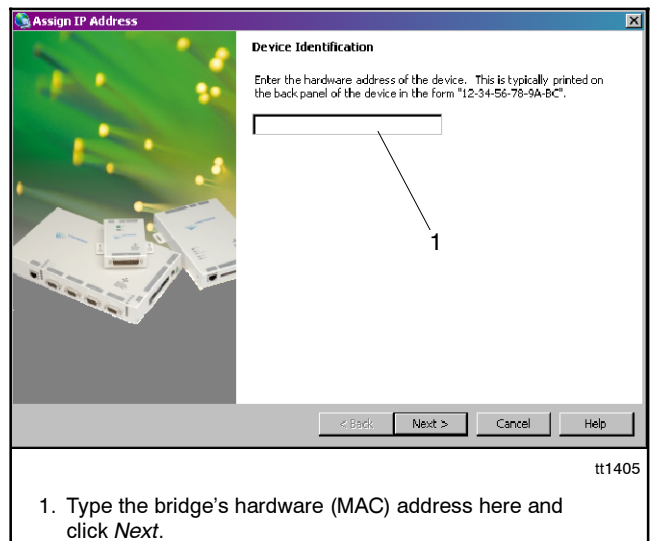 Assign IP Address
Device Identification
Enter the hardware address of the device. This is typically printed on
the back panel of the device in the form "12-34-56-78-9A-BC".
1
< Back
Next >
Cancel
Help
tt1405
1. Type the bridge's hardware (MAC) address here and
click Next.